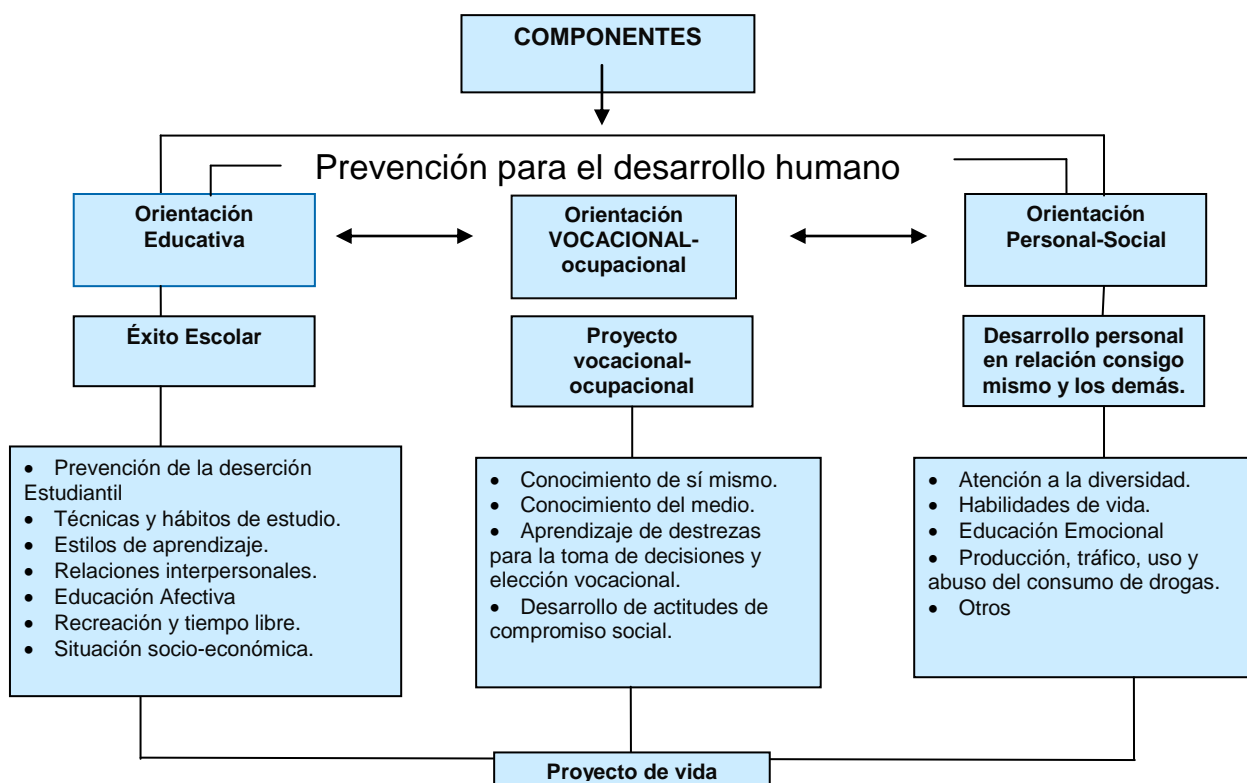 COMPONENTES
Prevención para el desarrollo humano
Orientación
Educativa
Orientación
VOCACIONAL-
ocupacional
Orientación
Personal-Social
Éxito Escolar
Proyecto
vocacional-
ocupacional
Desarrollo personal
en relación consigo
mismo y los demás.
• Prevención de la deserción
Estudiantil
• Técnicas y hábitos de estudio.
• Estilos de aprendizaje.
• Relaciones interpersonales.
• Educación Afectiva
• Recreación y tiempo libre.
• Situación socio-económica.
• Conocimiento de sí mismo.
• Conocimiento del medio.
• Aprendizaje de destrezas
para la toma de decisiones y
elección vocacional.
• Desarrollo de actitudes de
compromiso social.
• Atención a la diversidad.
• Habilidades de vida.
• Educación Emocional
• Producción, tráfico, uso y
abuso del consumo de drogas.
• Otros
Proyecto de vida